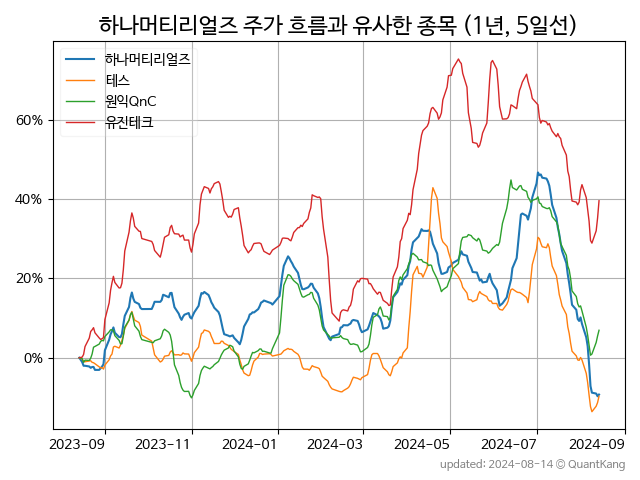 하나머티리얼즈 주가 흐름과 유사한 종목 (1년, 5일선)
하나머티리얼즈
테스
원익QnC
유진테크
60%
40%
20%
0%
2023-09 2023-11 2024-01 2024-03 2024-05 2024-07 2024-09
updated: 2024-08-14 © QuantKang